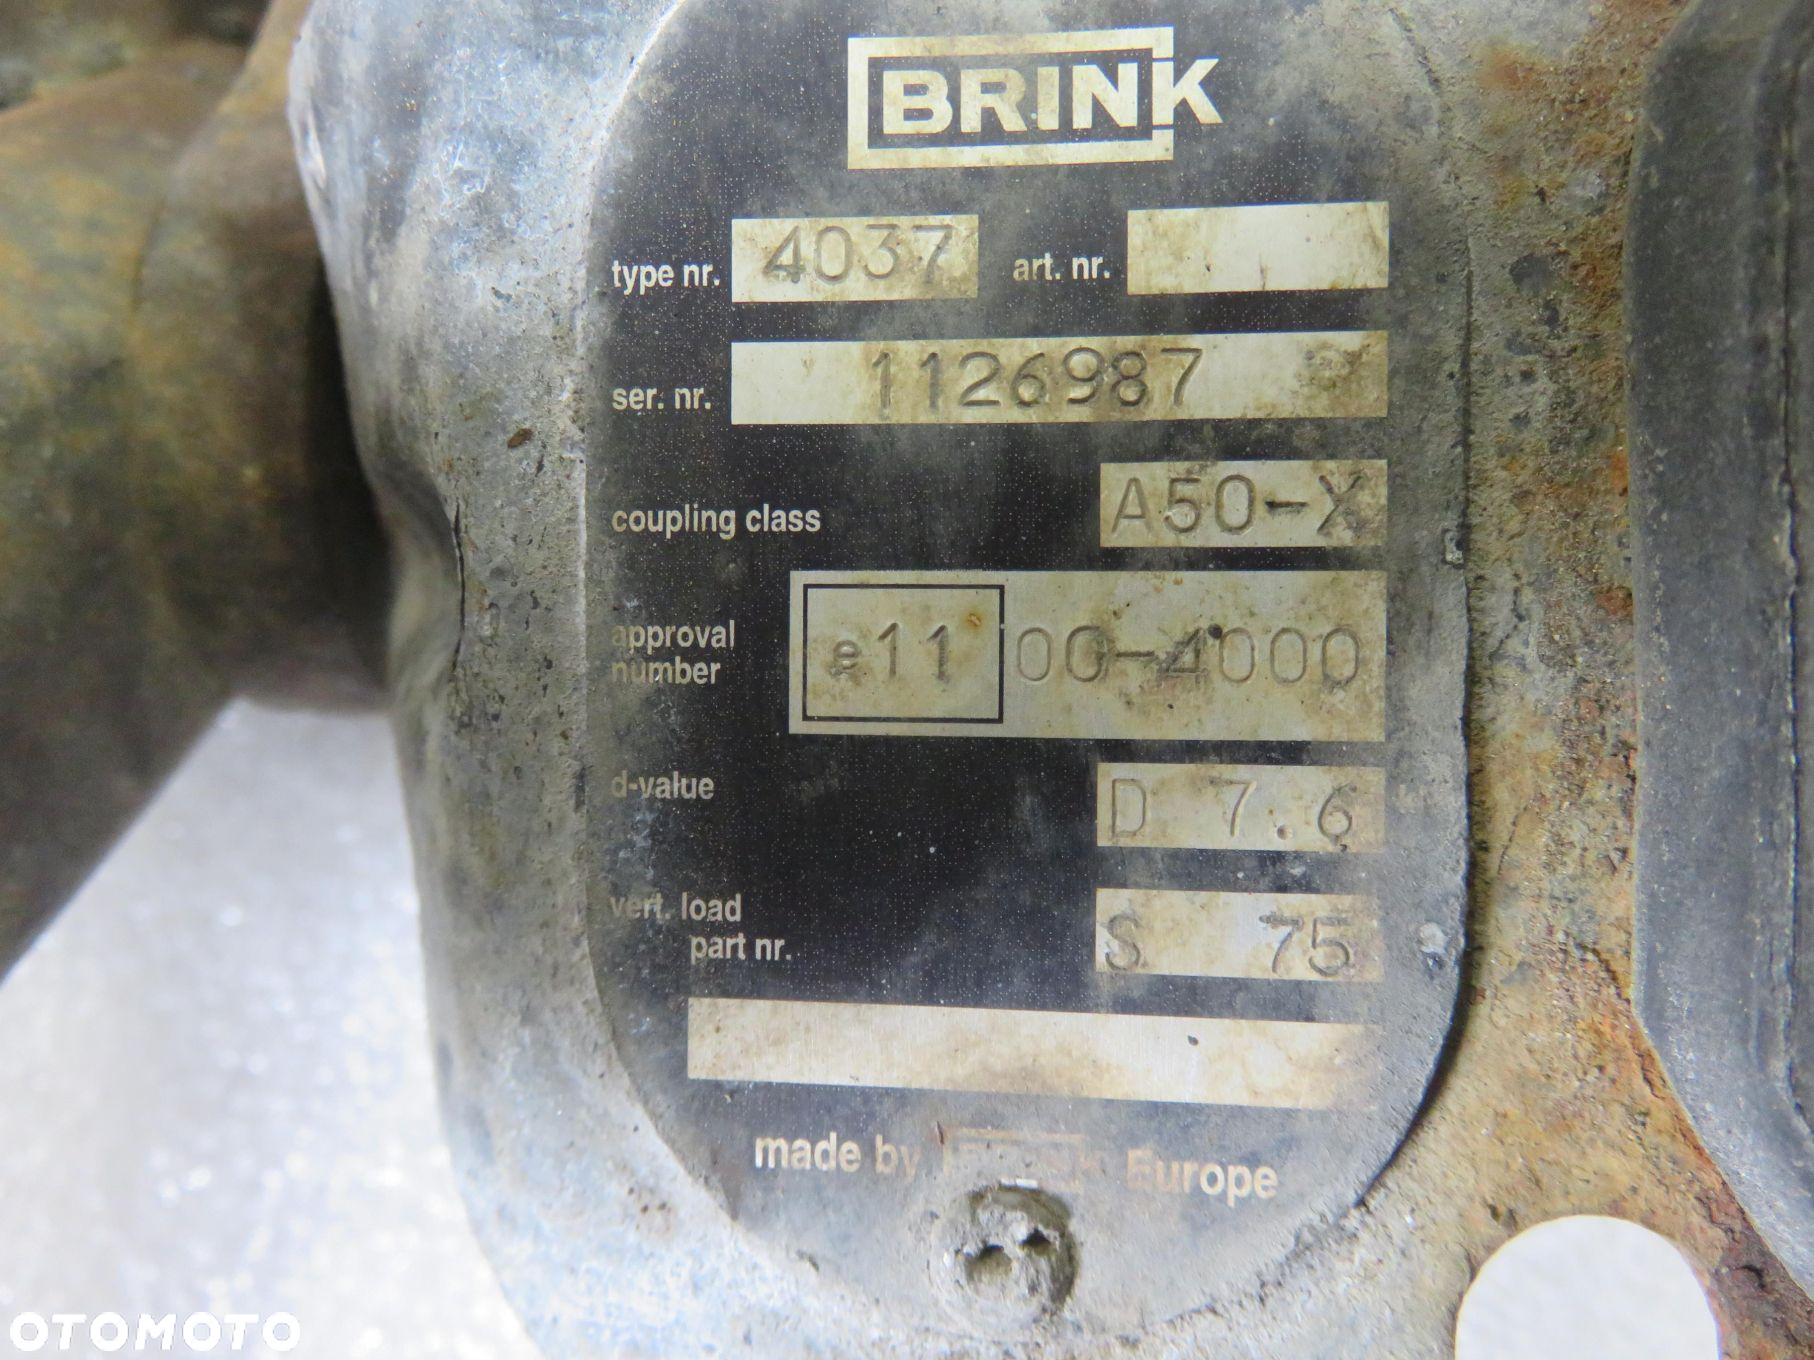 BRINK
type nr. 4037 art. nr.
ser. nr. 1126987
coupling class A50-X
approval number e11 00-4000
d-value D 7.6
vert. load S 75
part nr.
made by BRINK Europe
OTOMOTO